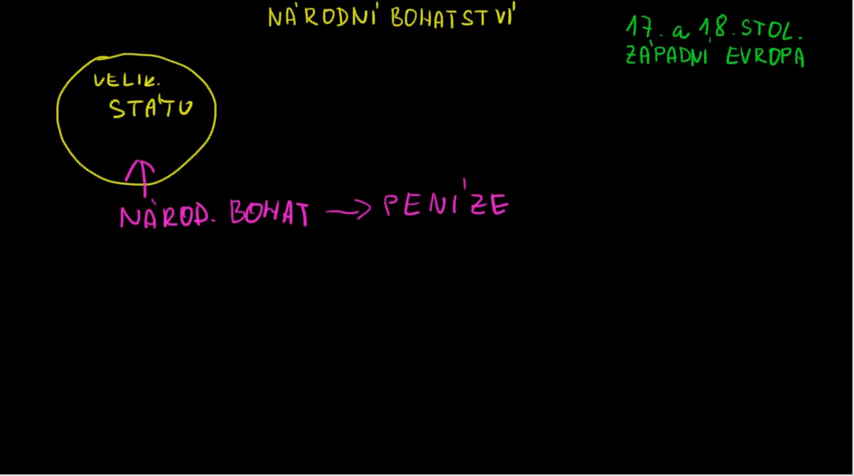 NÁRODNÍ BOHATSTVÍ
17. a 18. STOL.
ZÁPADNÍ EVROPA
VELIK.
STÁTU
NÁROD. BOHAT → PENÍZE